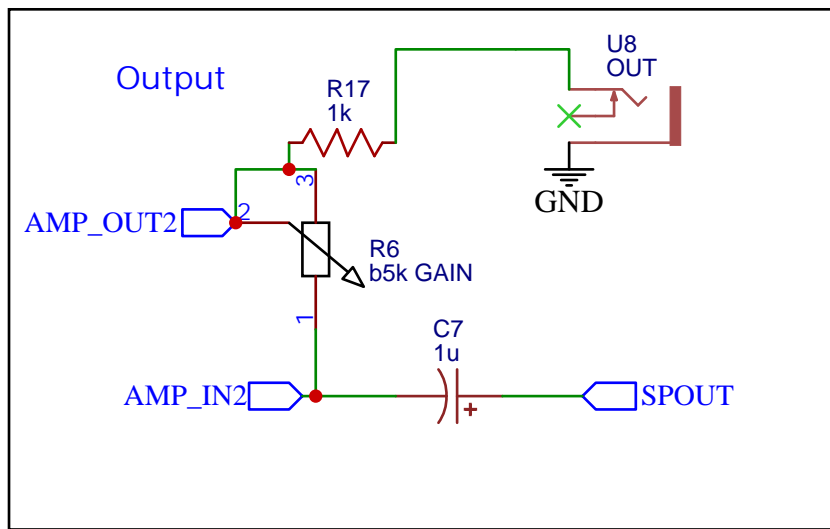 Output
U8
OUT
R17
1k
GND
3
AMP_OUT2
2
R6
b5k GAIN
1
C7
1u
AMP_IN2
+
SPOUT